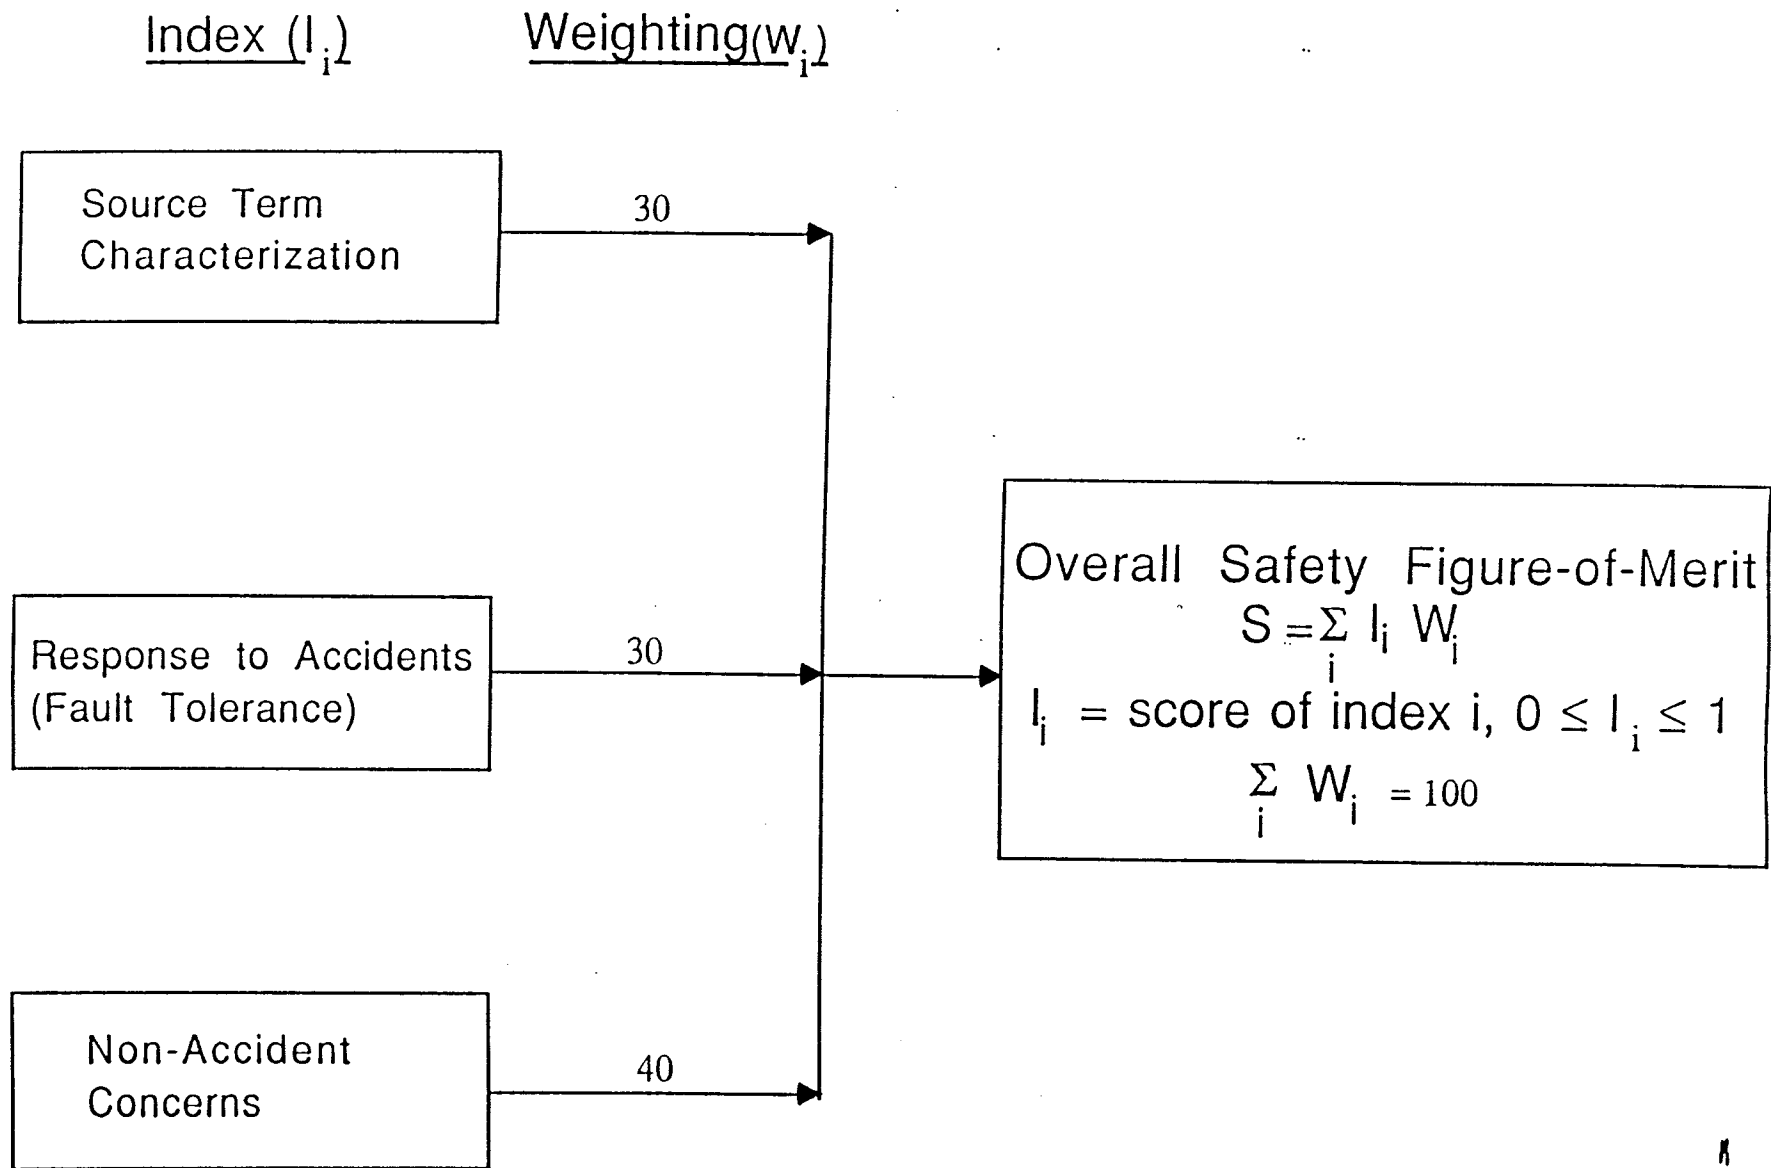 Index (I_i)
Weighting(W_i)
Source Term
Characterization
30
Response to Accidents
(Fault Tolerance)
30
Non-Accident
Concerns
40
Overall Safety Figure-of-Merit
S = Σ_i I_i W_i
I_i = score of index i, 0 ≤ I_i ≤ 1
Σ_i W_i = 100